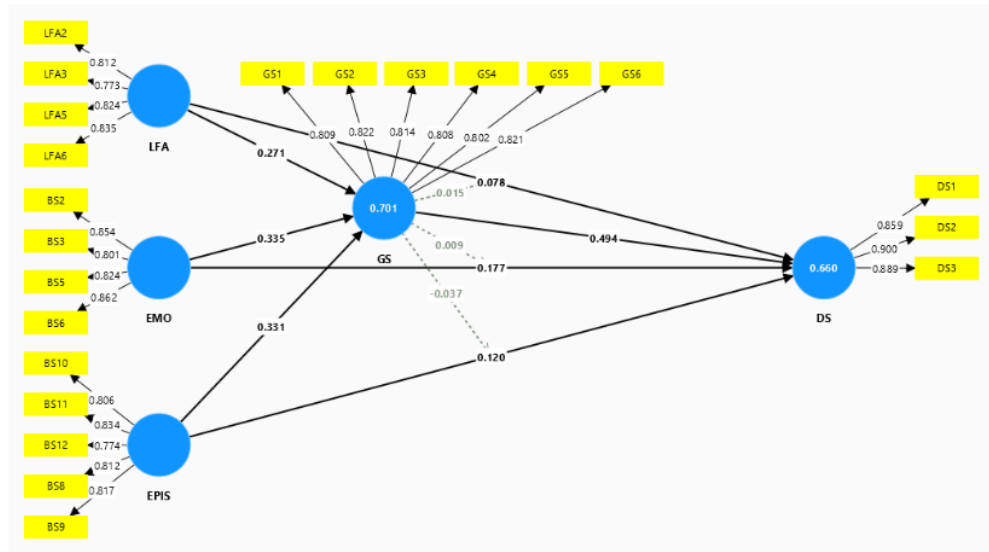 LFA2
LFA3
LFA5
LFA6
0.812
0.773
0.824
0.835
LFA
GS1
GS2
GS3
GS4
GS5
GS6
0.809
0.822
0.814
0.808
0.802
0.821
0.271
0.078
0.015
BS2
BS3
BS5
BS6
0.854
0.801
0.824
0.862
EMO
0.335
0.701
GS
0.494
0.009
0.177
-0.037
0.331
0.120
DS1
DS2
DS3
0.859
0.900
0.889
0.660
DS
BS10
BS11
BS12
BS8
BS9
0.806
0.834
0.774
0.812
0.817
EPIS